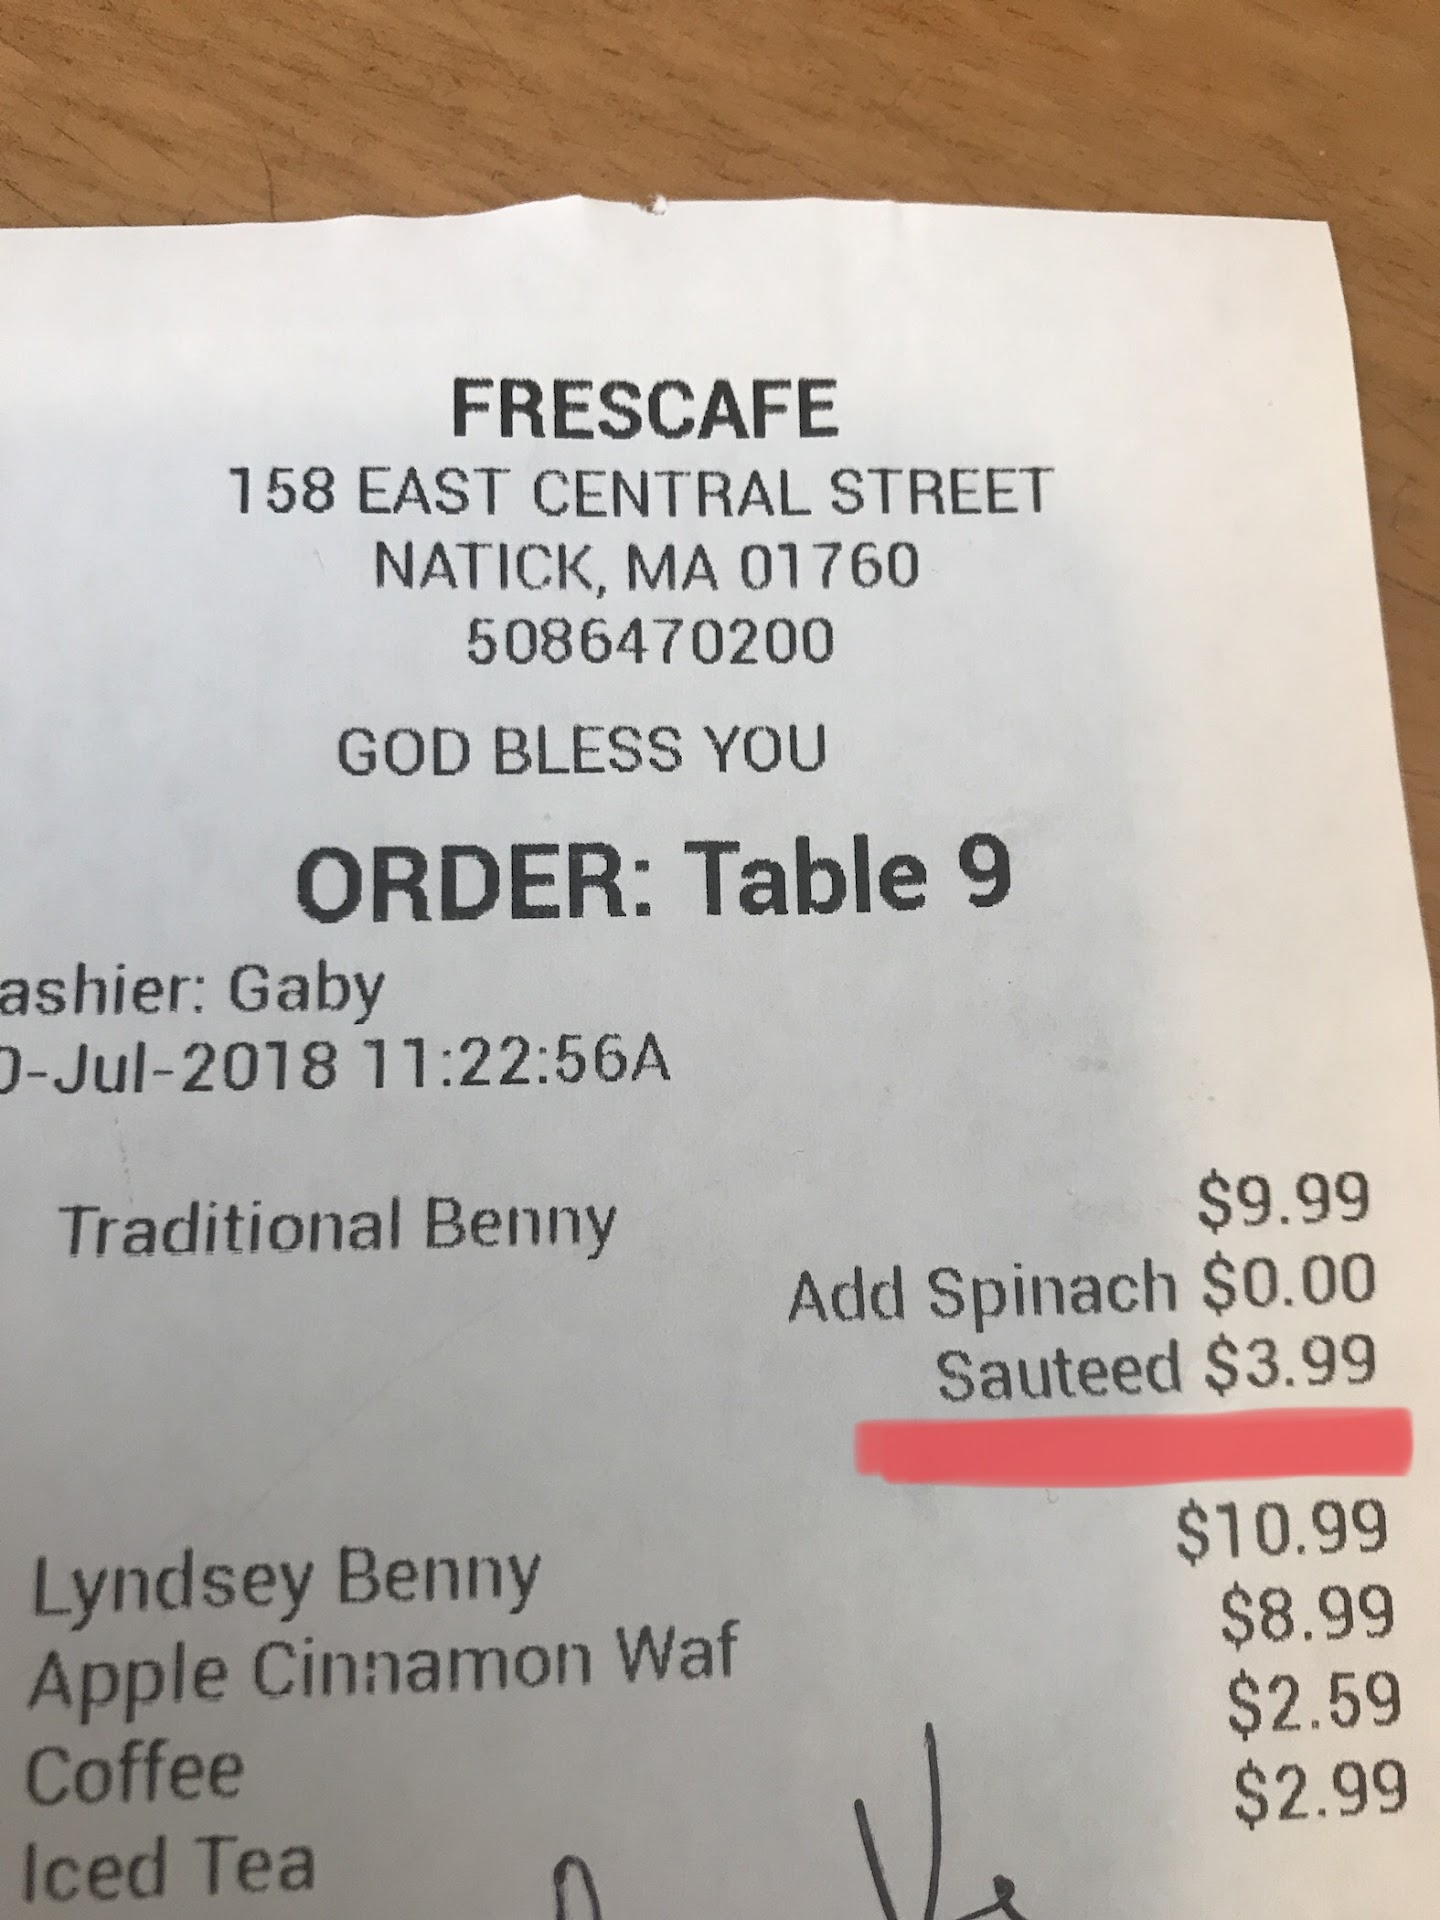 FRESCAFE
158 EAST CENTRAL STREET
NATICK, MA 01760
5086470200
GOD BLESS YOU
ORDER: Table 9
ashier: Gaby
0-Jul-2018 11:22:56A
Traditional Benny $9.99
Add Spinach $0.00
Sauteed $3.99
Lyndsey Benny $10.99
Apple Cinnamon Waf $8.99
Coffee $2.59
Iced Tea $2.99